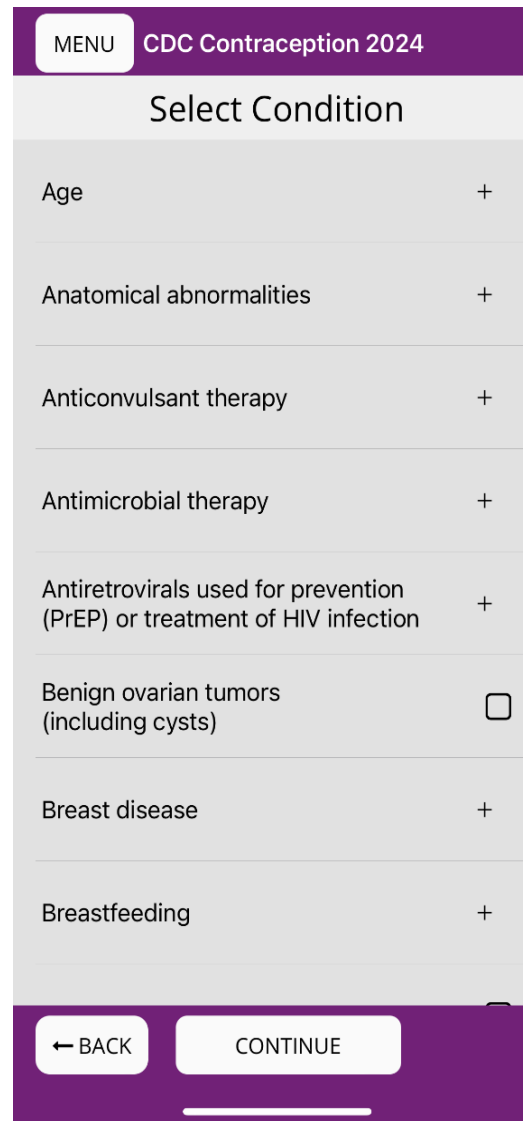 MENU CDC Contraception 2024
Select Condition
Age +
Anatomical abnormalities +
Anticonvulsant therapy +
Antimicrobial therapy +
Antiretrovirals used for prevention
(PrEP) or treatment of HIV infection +
Benign ovarian tumors
(including cysts)
Breast disease +
Breastfeeding +
← BACK CONTINUE